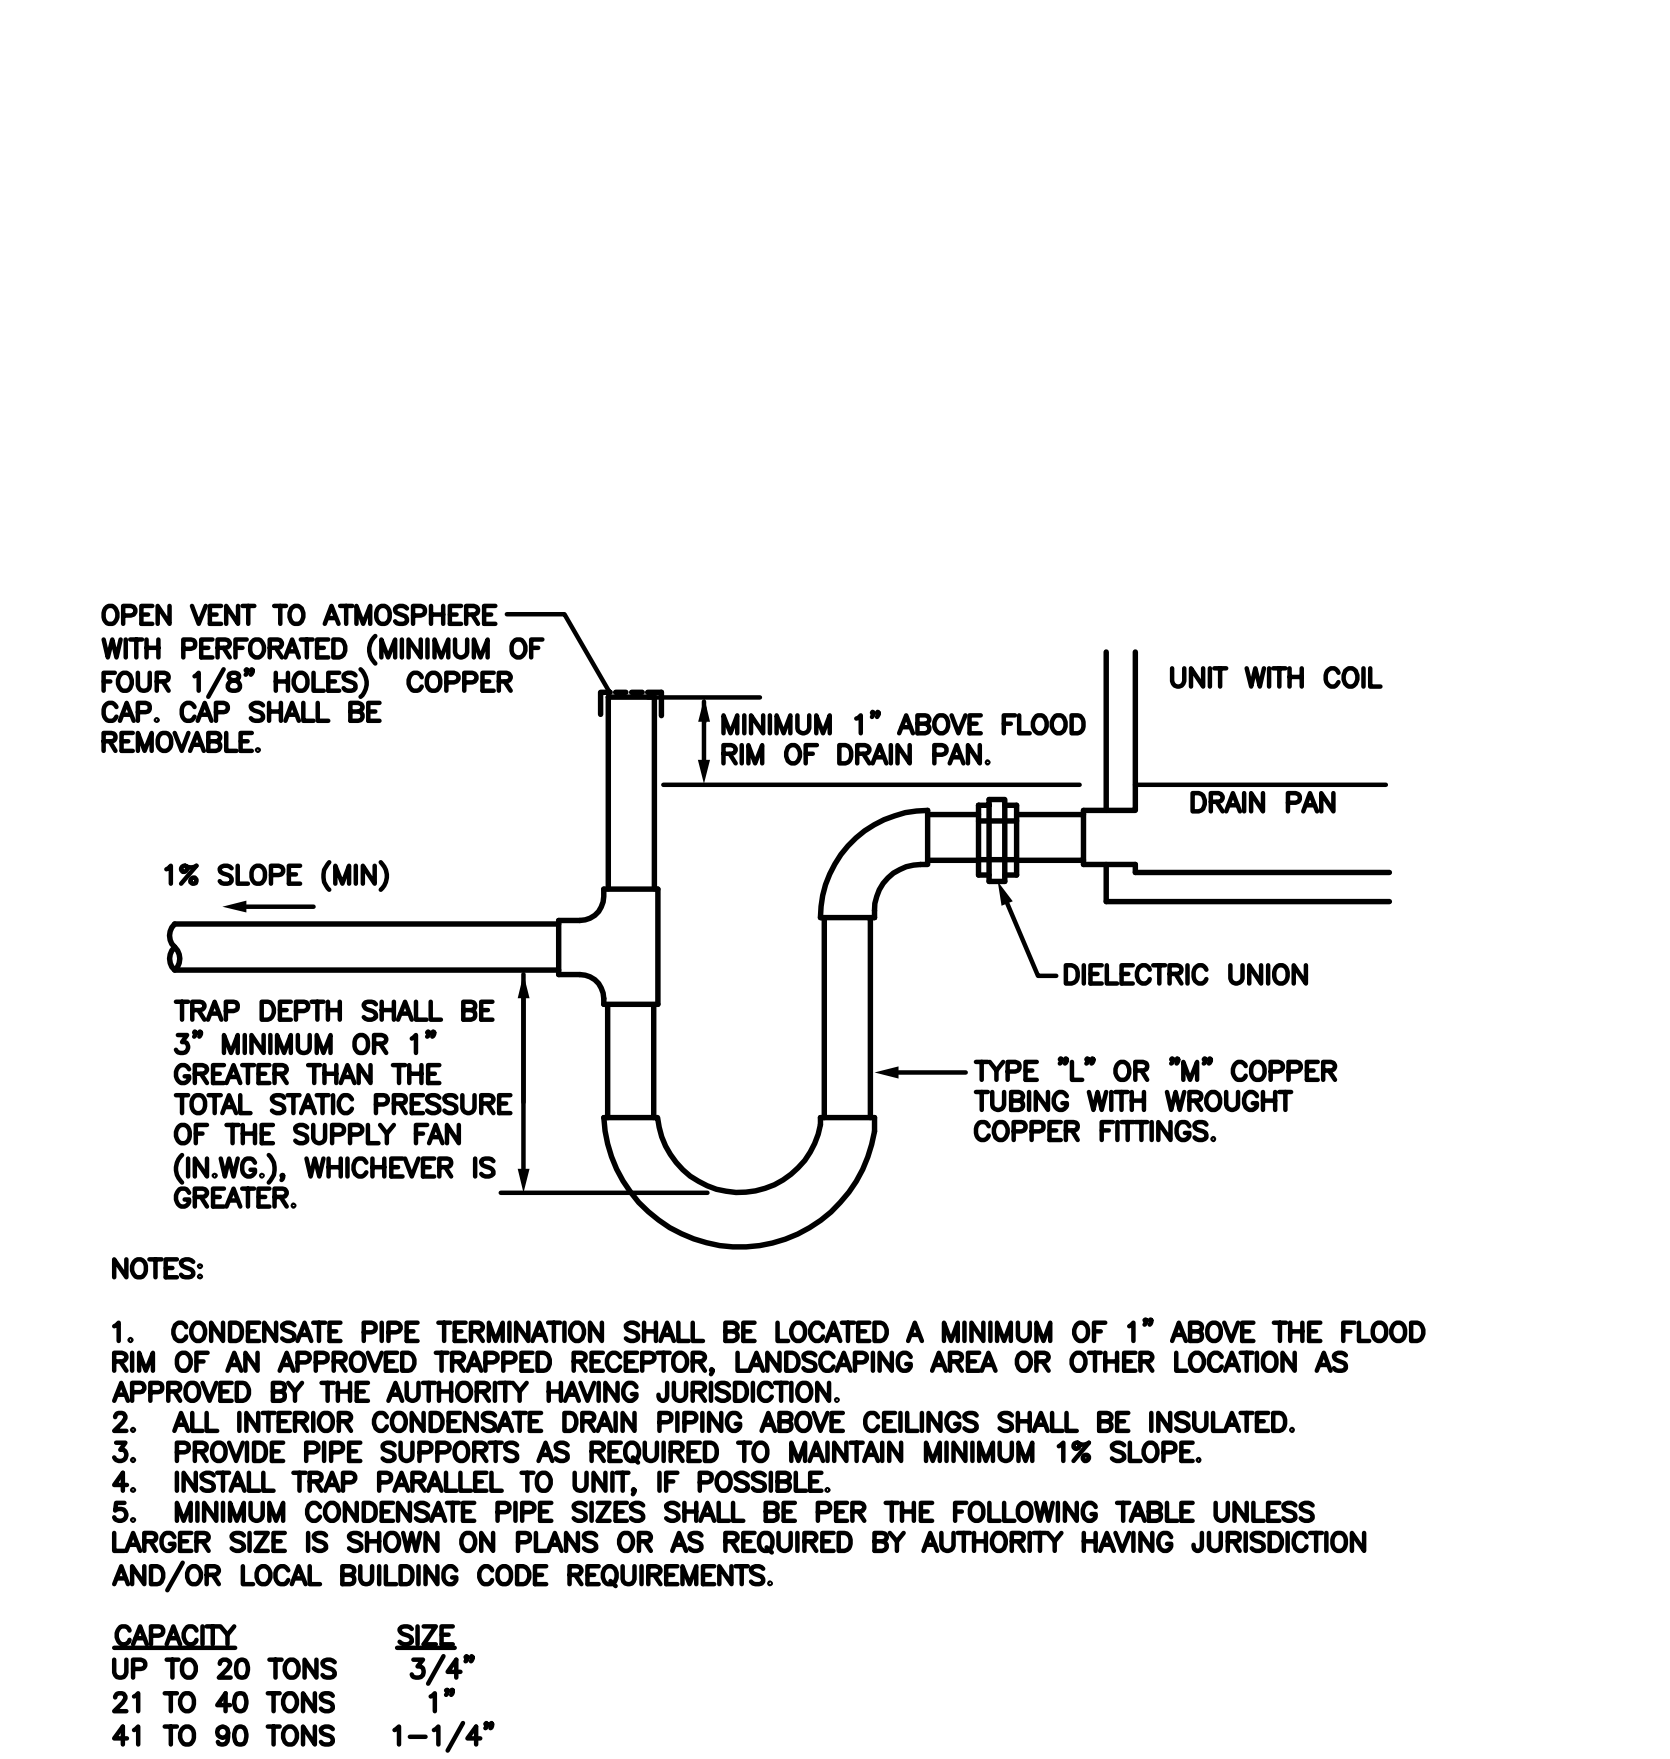 OPEN VENT TO ATMOSPHERE
WITH PERFORATED (MINIMUM OF
FOUR 1/8" HOLES) COPPER
CAP. CAP SHALL BE
REMOVABLE.
UNIT WITH COIL
MINIMUM 1" ABOVE FLOOD
RIM OF DRAIN PAN.
DRAIN PAN
1% SLOPE (MIN)
DIELECTRIC UNION
TRAP DEPTH SHALL BE
3" MINIMUM OR 1"
GREATER THAN THE
TOTAL STATIC PRESSURE
OF THE SUPPLY FAN
(IN.WG.), WHICHEVER IS
GREATER.
TYPE "L" OR "M" COPPER
TUBING WITH WROUGHT
COPPER FITTINGS.
NOTES:
1. CONDENSATE PIPE TERMINATION SHALL BE LOCATED A MINIMUM OF 1" ABOVE THE FLOOD
RIM OF AN APPROVED TRAPPED RECEPTOR, LANDSCAPING AREA OR OTHER LOCATION AS
APPROVED BY THE AUTHORITY HAVING JURISDICTION.
2. ALL INTERIOR CONDENSATE DRAIN PIPING ABOVE CEILINGS SHALL BE INSULATED.
3. PROVIDE PIPE SUPPORTS AS REQUIRED TO MAINTAIN MINIMUM 1% SLOPE.
4. INSTALL TRAP PARALLEL TO UNIT, IF POSSIBLE.
5. MINIMUM CONDENSATE PIPE SIZES SHALL BE PER THE FOLLOWING TABLE UNLESS
LARGER SIZE IS SHOWN ON PLANS OR AS REQUIRED BY AUTHORITY HAVING JURISDICTION
AND/OR LOCAL BUILDING CODE REQUIREMENTS.
CAPACITY SIZE
UP TO 20 TONS 3/4"
21 TO 40 TONS 1"
41 TO 90 TONS 1-1/4"